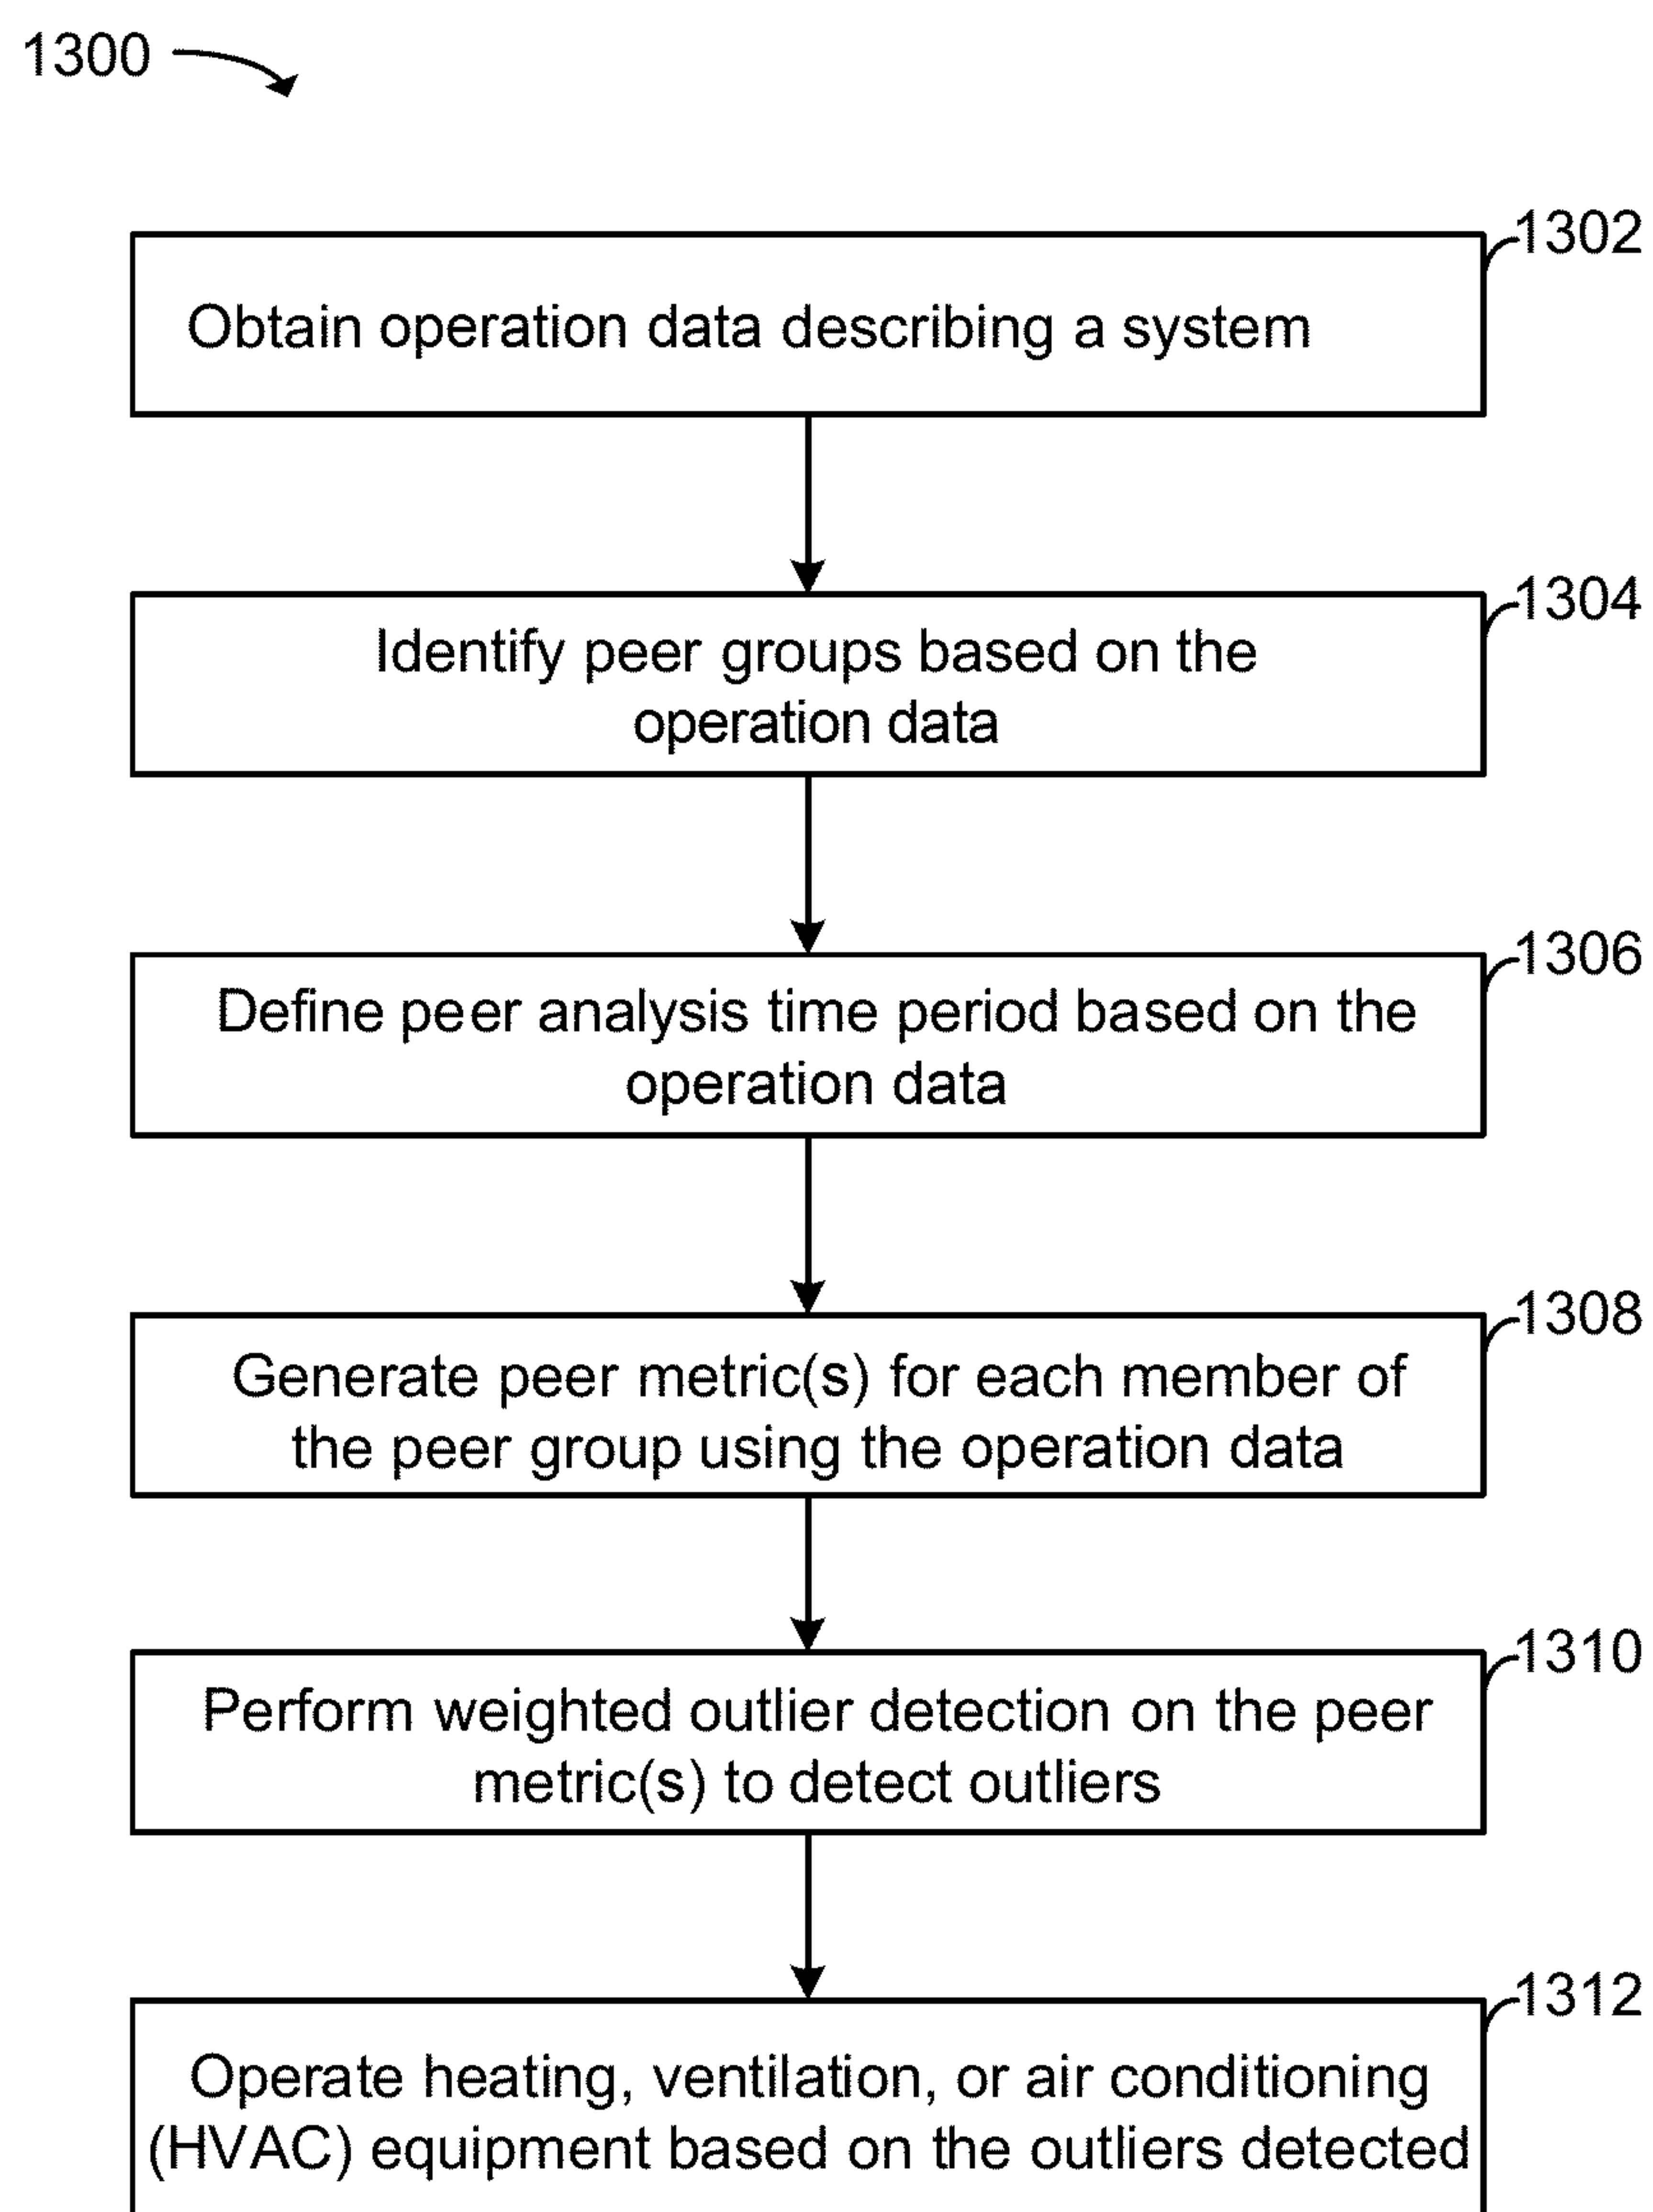 1300
1302
Obtain operation data describing a system
1304
Identify peer groups based on the
operation data
1306
Define peer analysis time period based on the
operation data
1308
Generate peer metric(s) for each member of
the peer group using the operation data
1310
Perform weighted outlier detection on the peer
metric(s) to detect outliers
1312
Operate heating, ventilation, or air conditioning
(HVAC) equipment based on the outliers detected